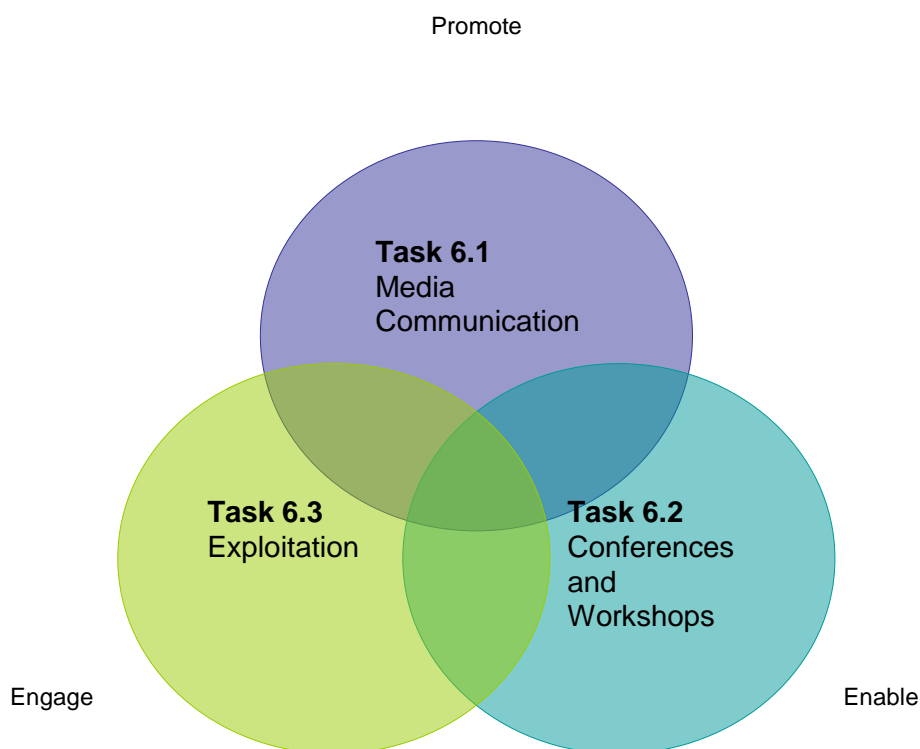 Promote
Task 6.1
Media
Communication
Task 6.3
Exploitation
Task 6.2
Conferences
and
Workshops
Engage
Enable